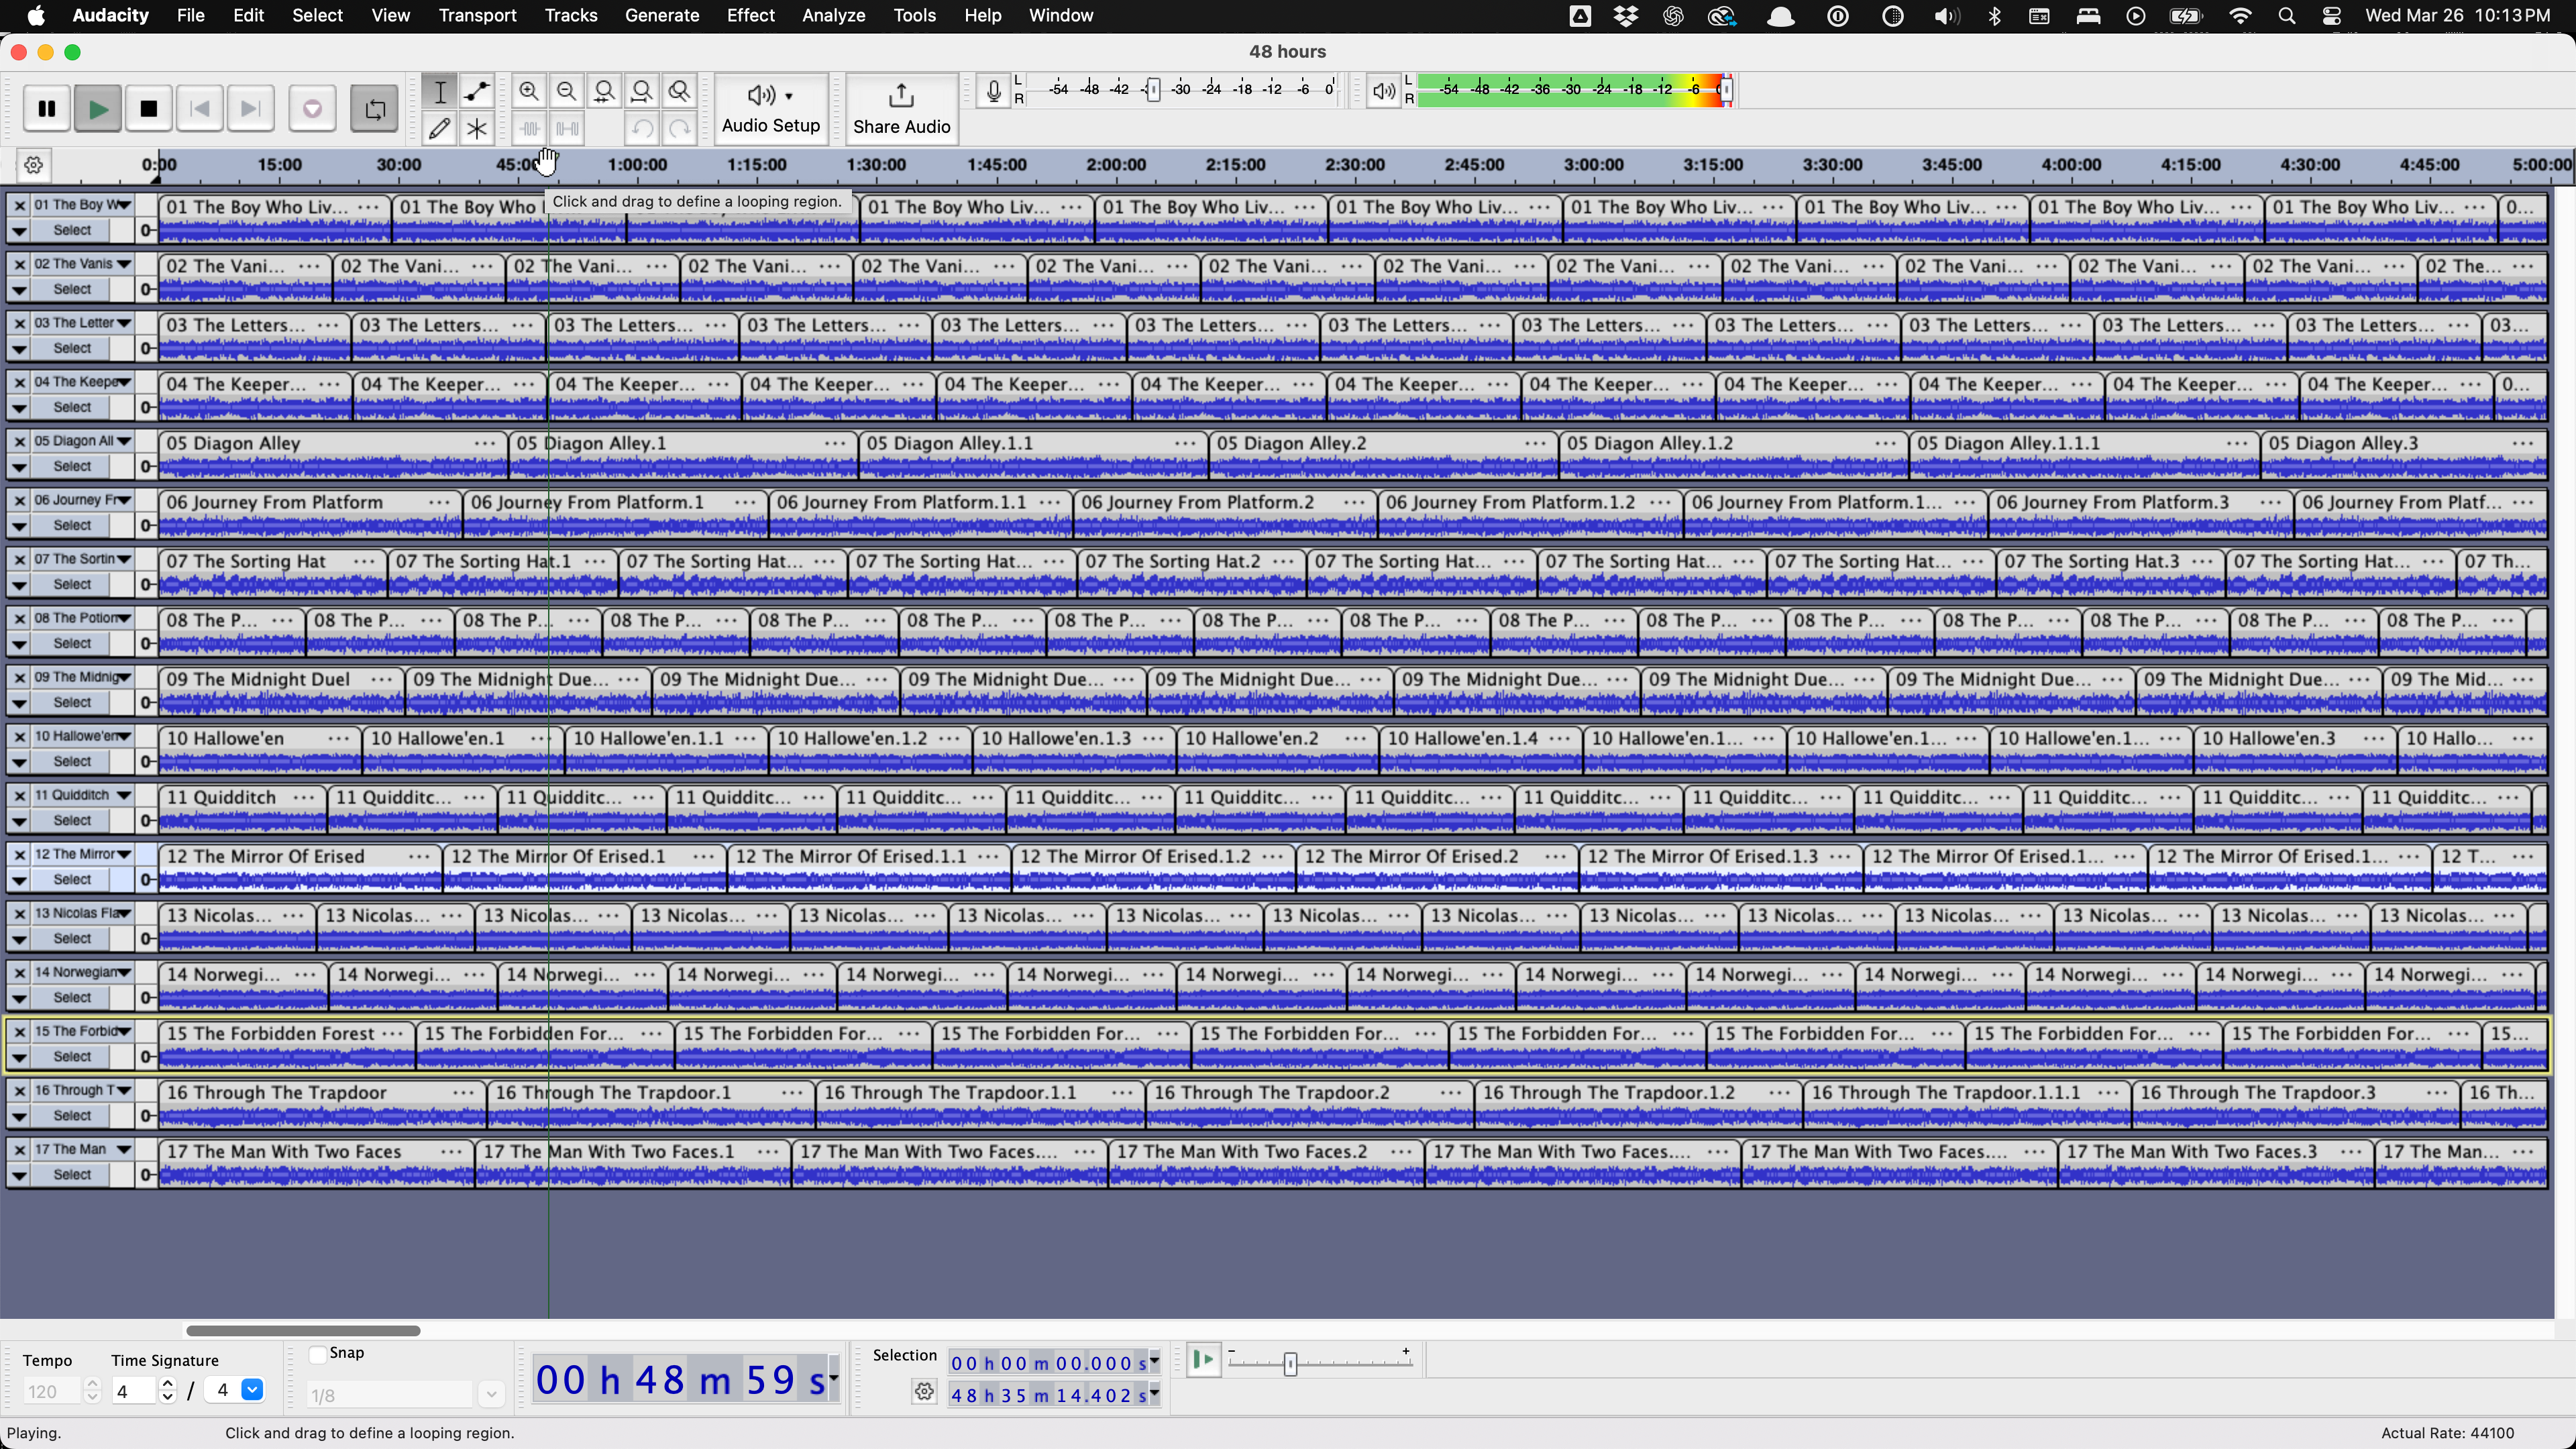 Audacity File Edit Select View Transport Tracks Generate Effect Analyze Tools Help Window Wed Mar 26 10:13 PM
48 hours
L -54 -48 -42 -30 -24 -18 -12 -6 0
R
L -54 -48 -42 -36 -30 -24 -18 -12 -6
R
Audio Setup Share Audio
0:00 15:00 30:00 45:00 1:00:00 1:15:00 1:30:00 1:45:00 2:00:00 2:15:00 2:30:00 2:45:00 3:00:00 3:15:00 3:30:00 3:45:00 4:00:00 4:15:00 4:30:00 4:45:00 5:00:00
Click and drag to define a looping region.
01 The Boy W 01 The Boy Who Liv... 01 The Boy Who 01 The Boy Who Liv... 01 The Boy Who Liv... 01 The Boy Who Liv... 01 The Boy Who Liv... 01 The Boy Who Liv... 01 The Boy Who Liv... 01 The Boy Who Liv... 0...
Select 0
02 The Vanis 02 The Vani... 02 The Vani... 02 The Vani... 02 The Vani... 02 The Vani... 02 The Vani... 02 The Vani... 02 The Vani... 02 The Vani... 02 The Vani... 02 The Vani... 02 The Vani... 02 The Vani... 02 The...
Select 0
03 The Letter 03 The Letters... 03 The Letters... 03 The Letters... 03 The Letters... 03 The Letters... 03 The Letters... 03 The Letters... 03 The Letters... 03 The Letters... 03 The Letters... 03 The Letters... 03 The Letters... 03...
Select 0
04 The Keepe 04 The Keeper... 04 The Keeper... 04 The Keeper... 04 The Keeper... 04 The Keeper... 04 The Keeper... 04 The Keeper... 04 The Keeper... 04 The Keeper... 04 The Keeper... 04 The Keeper... 04 The Keeper... 0...
Select 0
05 Diagon All 05 Diagon Alley 05 Diagon Alley.1 05 Diagon Alley.1.1 05 Diagon Alley.2 05 Diagon Alley.1.2 05 Diagon Alley.1.1.1 05 Diagon Alley.3
Select 0
06 Journey Fr 06 Journey From Platform 06 Journey From Platform.1 06 Journey From Platform.1.1 06 Journey From Platform.2 06 Journey From Platform.1.2 06 Journey From Platform.1... 06 Journey From Platform.3 06 Journey From Platf...
Select 0
07 The Sortin 07 The Sorting Hat 07 The Sorting Hat.1 07 The Sorting Hat... 07 The Sorting Hat... 07 The Sorting Hat.2 07 The Sorting Hat... 07 The Sorting Hat... 07 The Sorting Hat... 07 The Sorting Hat.3 07 The Sorting Hat... 07 Th...
Select 0
08 The Potion 08 The P... 08 The P... 08 The P... 08 The P... 08 The P... 08 The P... 08 The P... 08 The P... 08 The P... 08 The P... 08 The P... 08 The P... 08 The P... 08 The P... 08 The P... 08 The P...
Select 0
09 The Midnig 09 The Midnight Duel 09 The Midnight Due... 09 The Midnight Due... 09 The Midnight Due... 09 The Midnight Due... 09 The Midnight Due... 09 The Midnight Due... 09 The Midnight Due... 09 The Midnight Due... 09 The Mid...
Select 0
10 Hallowe'en 10 Hallowe'en 10 Hallowe'en.1 10 Hallowe'en.1.1 10 Hallowe'en.1.2 10 Hallowe'en.1.3 10 Hallowe'en.2 10 Hallowe'en.1.4 10 Hallowe'en.1... 10 Hallowe'en.1... 10 Hallowe'en.1... 10 Hallowe'en.3 10 Hallo...
Select 0
11 Quidditch 11 Quidditch 11 Quidditc... 11 Quidditc... 11 Quidditc... 11 Quidditc... 11 Quidditc... 11 Quidditc... 11 Quidditc... 11 Quidditc... 11 Quidditc... 11 Quidditc... 11 Quidditc... 11 Quidditc... 11 Quidditc...
Select 0
12 The Mirror 12 The Mirror Of Erised 12 The Mirror Of Erised.1 12 The Mirror Of Erised.1.1 12 The Mirror Of Erised.1.2 12 The Mirror Of Erised.2 12 The Mirror Of Erised.1.3 12 The Mirror Of Erised.1... 12 The Mirror Of Erised.1... 12 T...
Select 0
13 Nicolas Fla 13 Nicolas... 13 Nicolas... 13 Nicolas... 13 Nicolas... 13 Nicolas... 13 Nicolas... 13 Nicolas... 13 Nicolas... 13 Nicolas... 13 Nicolas... 13 Nicolas... 13 Nicolas... 13 Nicolas... 13 Nicolas... 13 Nicolas...
Select 0
14 Norwegian 14 Norwegi... 14 Norwegi... 14 Norwegi... 14 Norwegi... 14 Norwegi... 14 Norwegi... 14 Norwegi... 14 Norwegi... 14 Norwegi... 14 Norwegi... 14 Norwegi... 14 Norwegi... 14 Norwegi... 14 Norwegi...
Select 0
15 The Forbid 15 The Forbidden Forest 15 The Forbidden For... 15 The Forbidden For... 15 The Forbidden For... 15 The Forbidden For... 15 The Forbidden For... 15 The Forbidden For... 15 The Forbidden For... 15 The Forbidden For... 15...
Select 0
16 Through T 16 Through The Trapdoor 16 Through The Trapdoor.1 16 Through The Trapdoor.1.1 16 Through The Trapdoor.2 16 Through The Trapdoor.1.2 16 Through The Trapdoor.1.1.1 16 Through The Trapdoor.3 16 Th...
Select 0
17 The Man 17 The Man With Two Faces 17 The Man With Two Faces.1 17 The Man With Two Faces.... 17 The Man With Two Faces.2 17 The Man With Two Faces.... 17 The Man With Two Faces.... 17 The Man With Two Faces.3 17 The Man...
Select 0
Tempo Time Signature Snap
120 4 / 4 1/8
00 h 48 m 59 s
Selection 00 h 00 m 00.000 s
48 h 35 m 14.402 s
Playing. Click and drag to define a looping region. Actual Rate: 44100